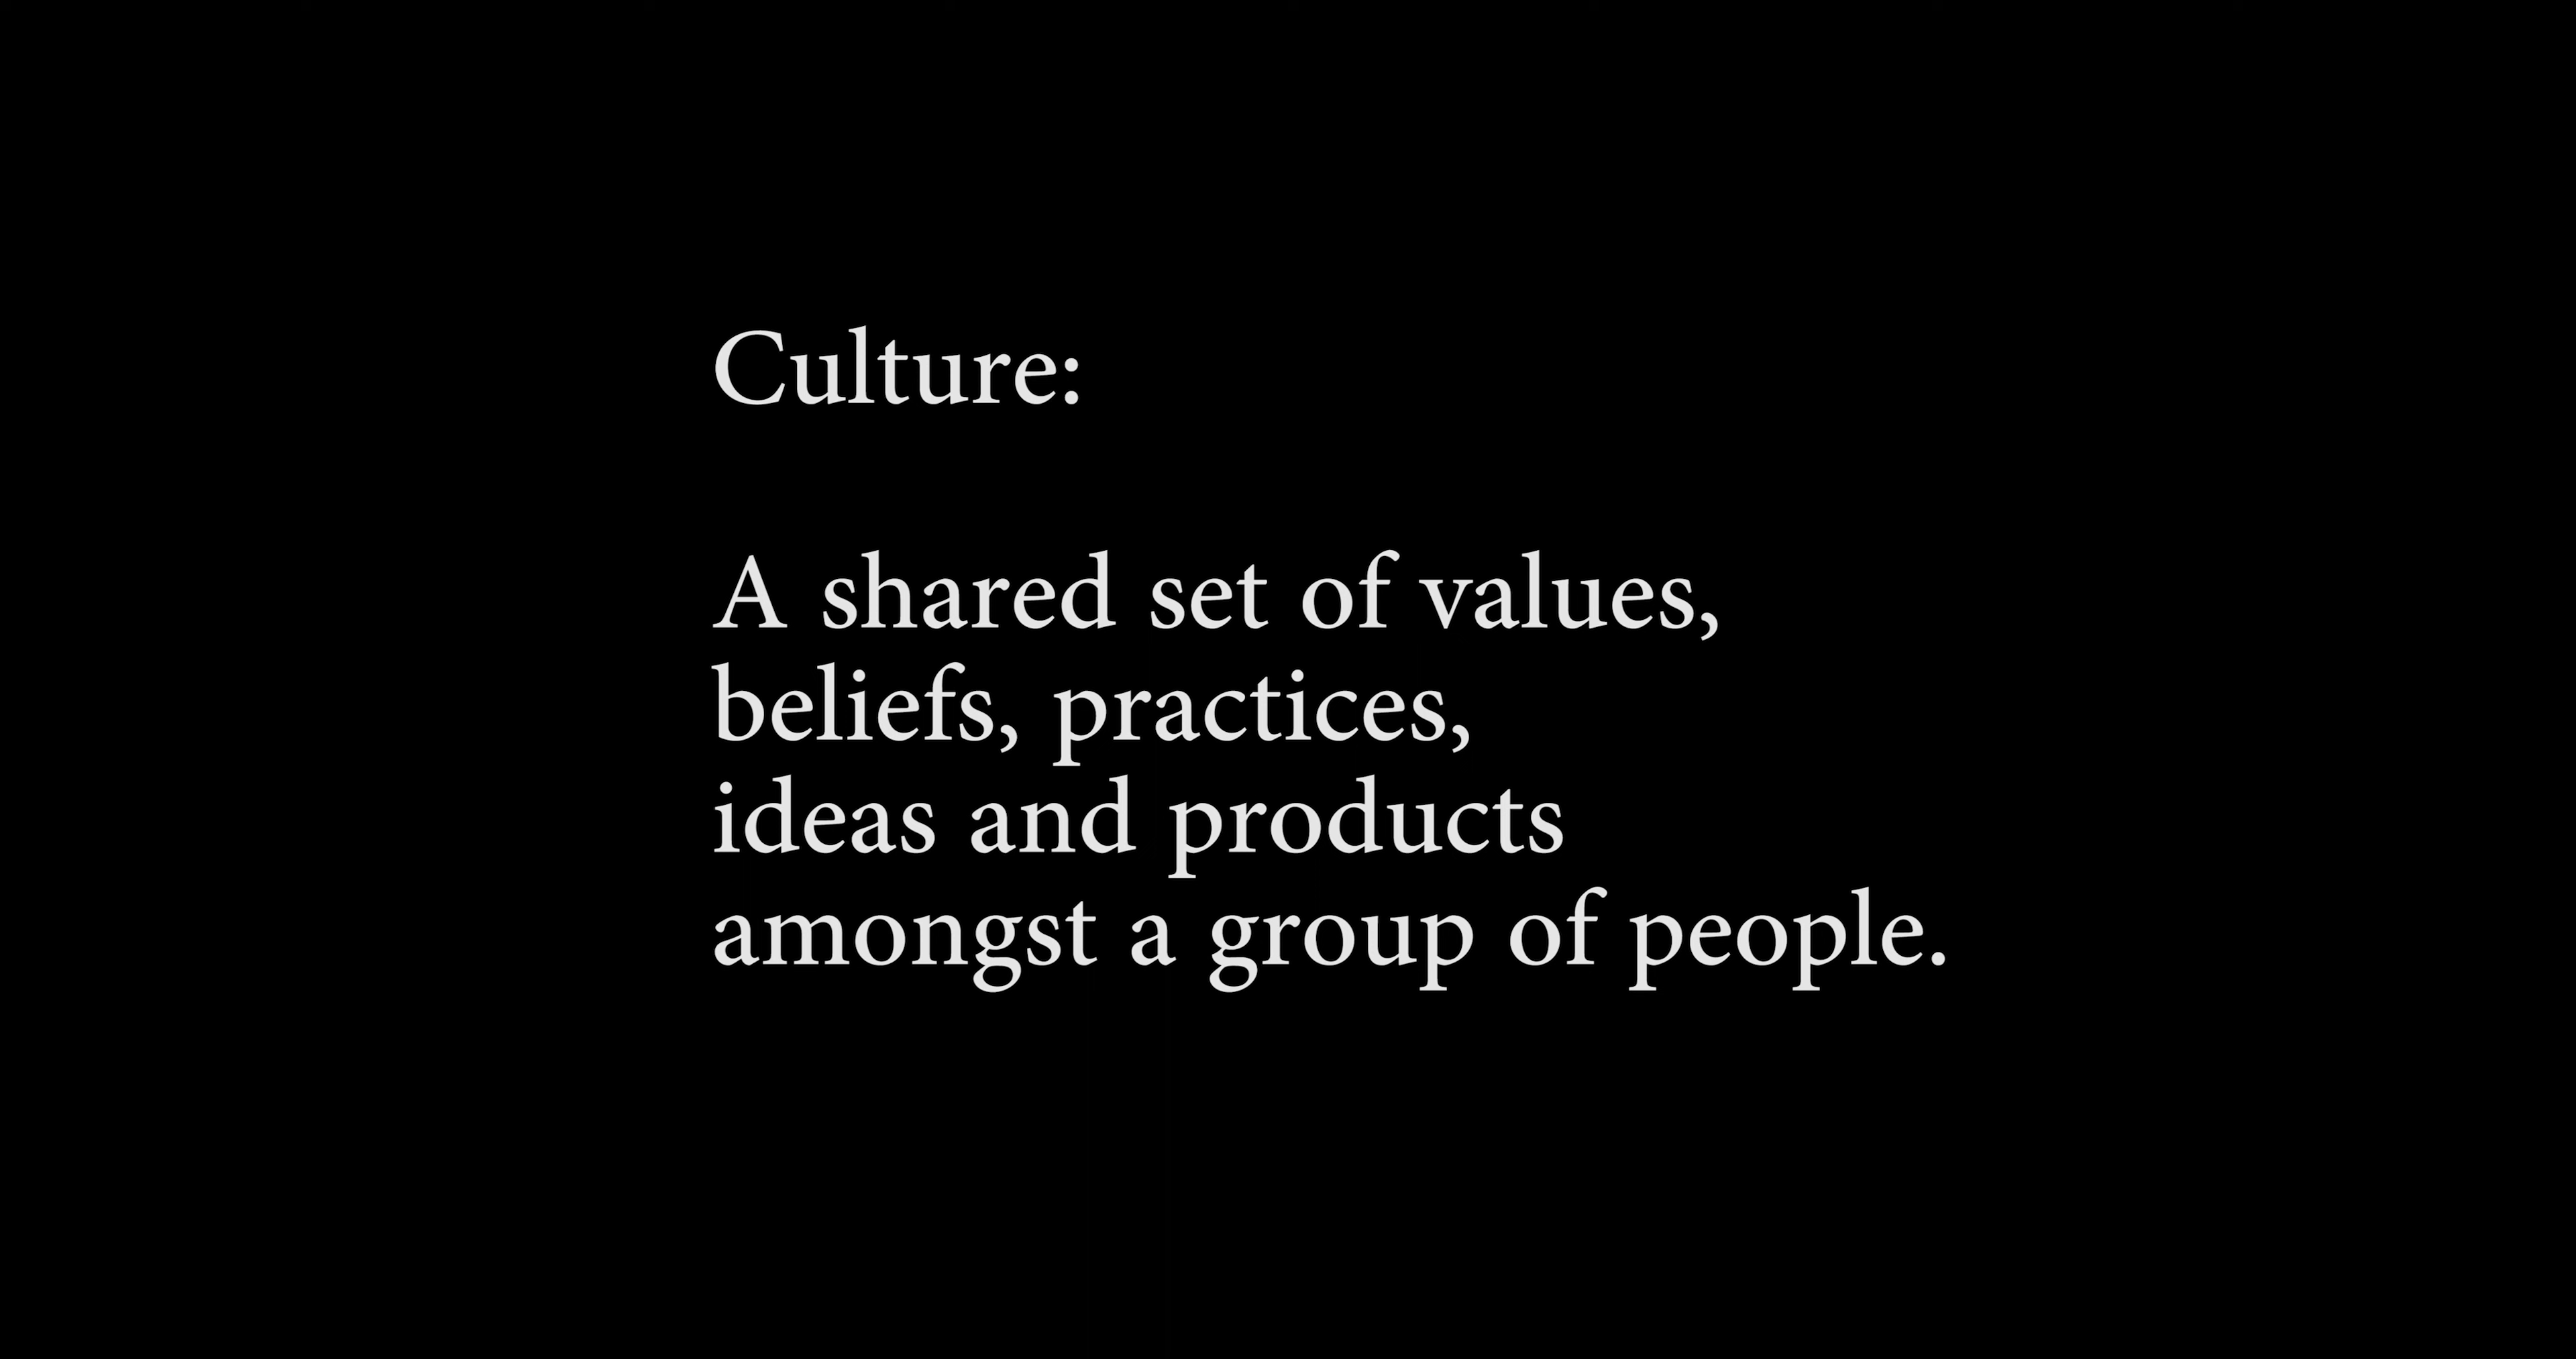 Culture:
A shared set of values,
beliefs, practices,
ideas and products
amongst a group of people.